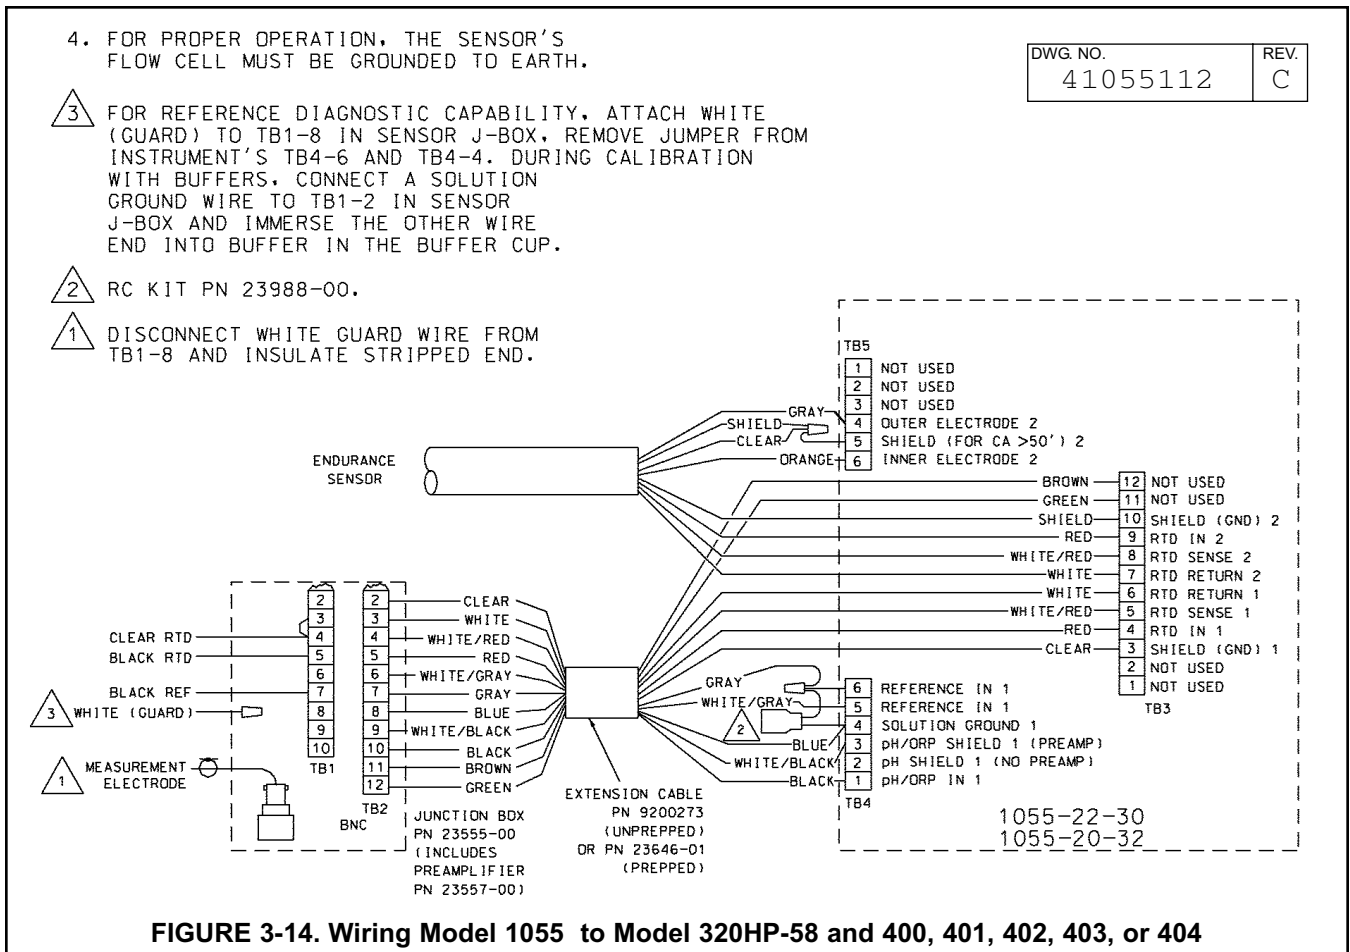 4. FOR PROPER OPERATION, THE SENSOR'S
FLOW CELL MUST BE GROUNDED TO EARTH.
DWG. NO.
41055112
REV.
C
3 FOR REFERENCE DIAGNOSTIC CAPABILITY, ATTACH WHITE
(GUARD) TO TB1-8 IN SENSOR J-BOX, REMOVE JUMPER FROM
INSTRUMENT'S TB4-6 AND TB4-4. DURING CALIBRATION
WITH BUFFERS, CONNECT A SOLUTION
GROUND WIRE TO TB1-2 IN SENSOR
J-BOX AND IMMERSE THE OTHER WIRE
END INTO BUFFER IN THE BUFFER CUP.
2 RC KIT PN 23988-00.
1 DISCONNECT WHITE GUARD WIRE FROM
TB1-8 AND INSULATE STRIPPED END.
TB5
1 NOT USED
2 NOT USED
3 NOT USED
GRAY 4 OUTER ELECTRODE 2
SHIELD
CLEAR 5 SHIELD (FOR CA >50') 2
ORANGE 6 INNER ELECTRODE 2
ENDURANCE
SENSOR
BROWN 12 NOT USED
GREEN 11 NOT USED
SHIELD 10 SHIELD (GND) 2
RED 9 RTD IN 2
WHITE/RED 8 RTD SENSE 2
WHITE 7 RTD RETURN 2
WHITE 6 RTD RETURN 1
WHITE/RED 5 RTD SENSE 1
RED 4 RTD IN 1
CLEAR 3 SHIELD (GND) 1
2 NOT USED
1 NOT USED
TB3
CLEAR RTD
BLACK RTD
BLACK REF
3 WHITE (GUARD)
1 MEASUREMENT
ELECTRODE
2
3
4
5
6
7
8
9
10
TB1
2 CLEAR
3 WHITE
4 WHITE/RED
5 RED
6 WHITE/GRAY
7 GRAY
8 BLUE
9 WHITE/BLACK
10 BLACK
11 BROWN
12 GREEN
TB2
BNC
JUNCTION BOX
PN 23555-00
(INCLUDES
PREAMPLIFIER
PN 23557-00)
EXTENSION CABLE
PN 9200273
(UNPREPPED)
OR PN 23646-01
(PREPPED)
GRAY 6 REFERENCE IN 1
WHITE/GRAY 5 REFERENCE IN 1
2
4 SOLUTION GROUND 1
BLUE 3 pH/ORP SHIELD 1 (PREAMP)
WHITE/BLACK 2 pH SHIELD 1 (NO PREAMP)
BLACK 1 pH/ORP IN 1
TB4
1055-22-30
1055-20-32
FIGURE 3-14. Wiring Model 1055 to Model 320HP-58 and 400, 401, 402, 403, or 404